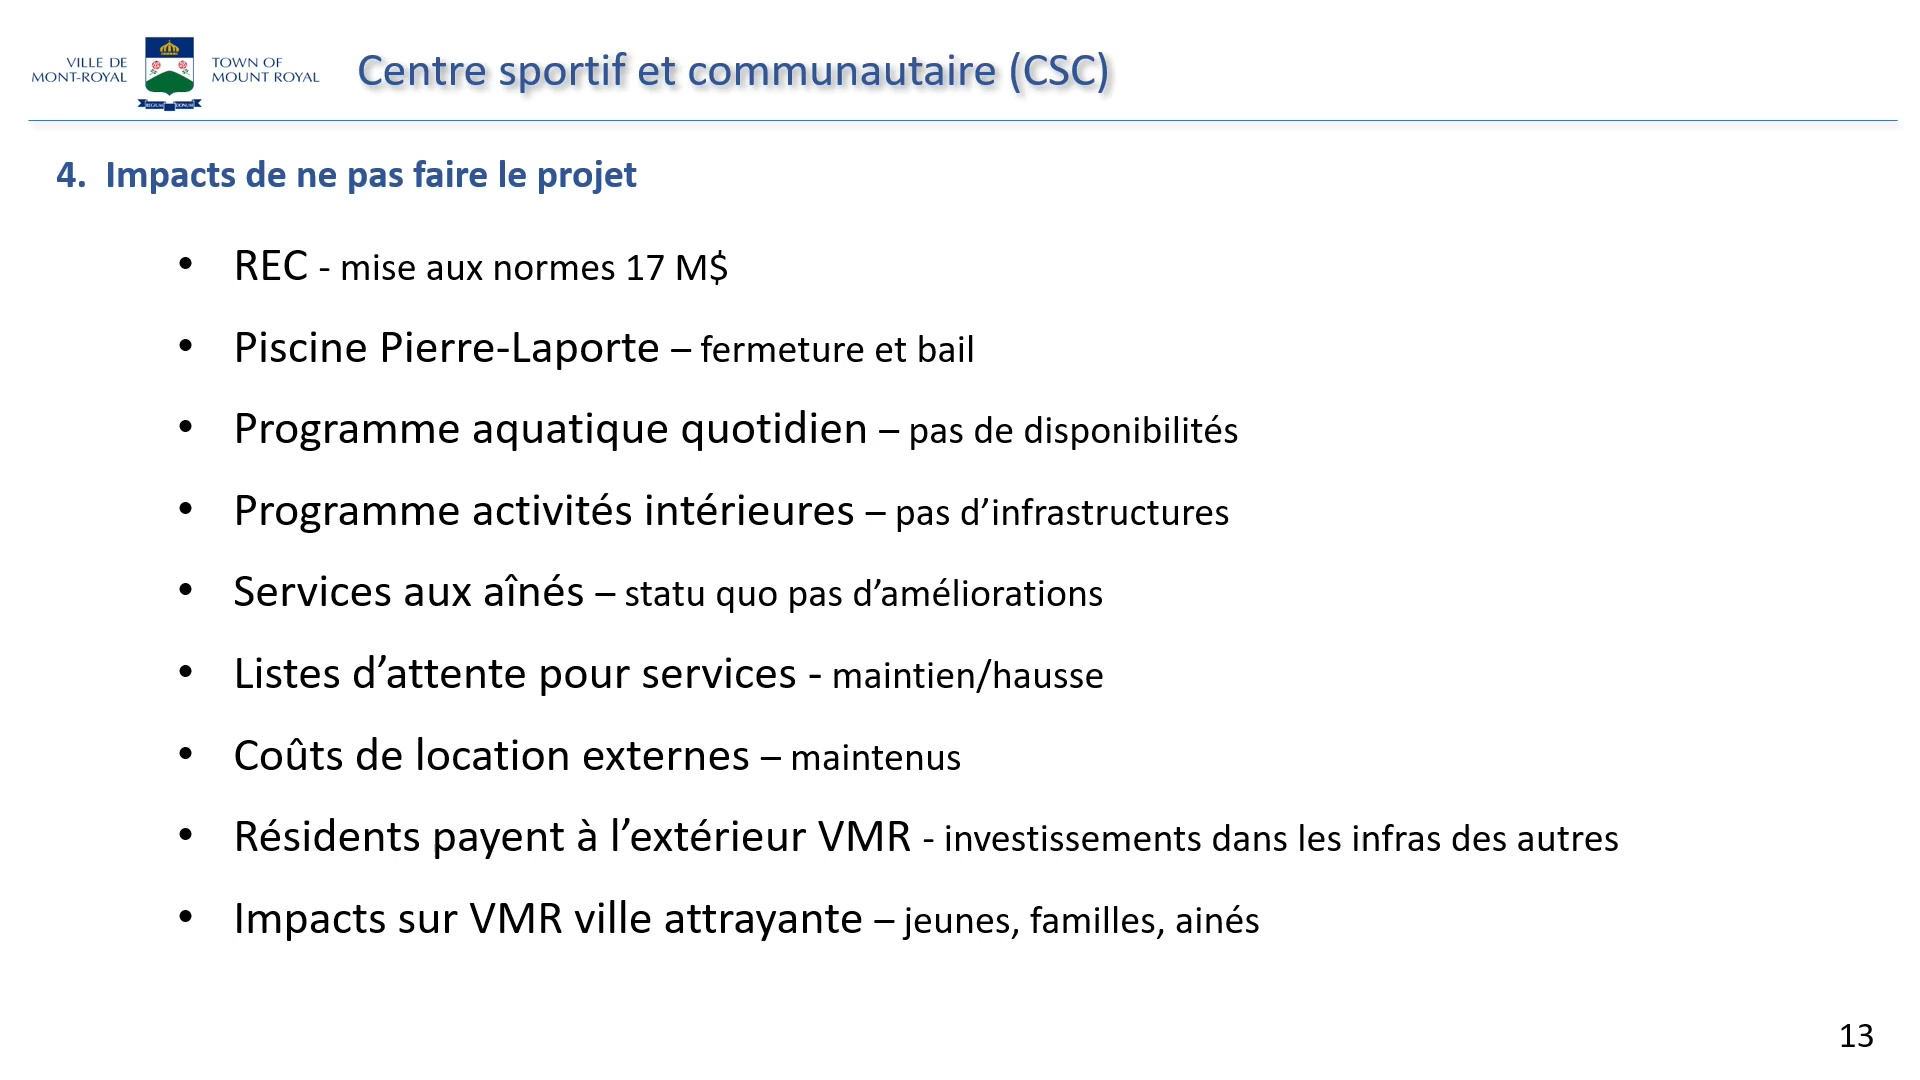 VILLE DE
MONT-ROYAL
TOWN OF
MOUNT ROYAL
REGIUM DONUM
Centre sportif et communautaire (CSC)
4. Impacts de ne pas faire le projet
• REC - mise aux normes 17 M$
• Piscine Pierre-Laporte – fermeture et bail
• Programme aquatique quotidien – pas de disponibilités
• Programme activités intérieures – pas d’infrastructures
• Services aux aînés – statu quo pas d’améliorations
• Listes d’attente pour services - maintien/hausse
• Coûts de location externes – maintenus
• Résidents payent à l’extérieur VMR - investissements dans les infras des autres
• Impacts sur VMR ville attrayante – jeunes, familles, ainés
13